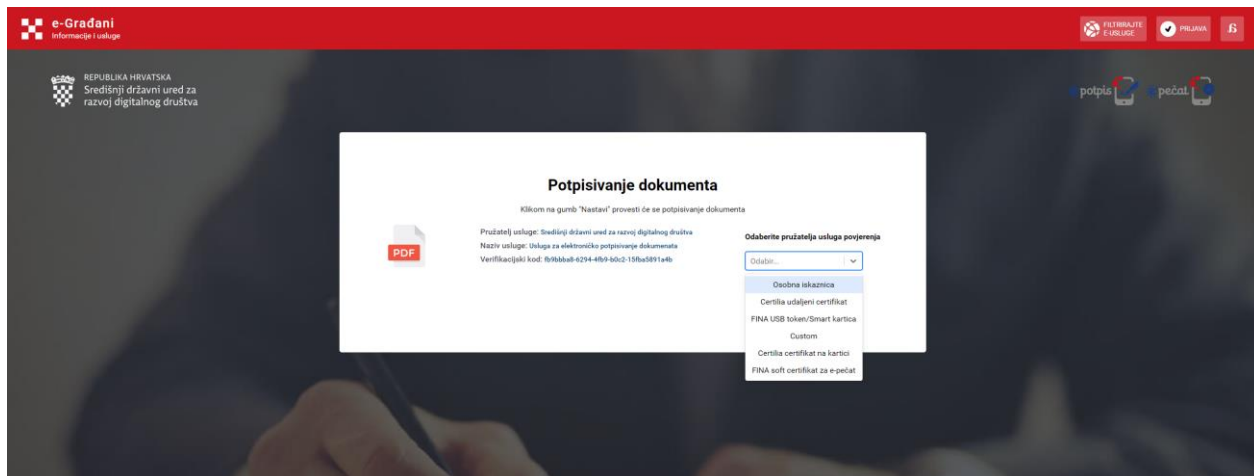 e-Građani
Informacije i usluge
FILTRIRAJTE
E-USLUGE
PRIJAVA
REPUBLIKA HRVATSKA
Središnji državni ured za
razvoj digitalnog društva
e potpis
e pečat
Potpisivanje dokumenta
Klikom na gumb "Nastavi" provesti će se potpisivanje dokumenta
PDF
Pružatelj usluge: Središnji državni ured za razvoj digitalnog društva
Naziv usluge: Usluga za elektroničko potpisivanje dokumenata
Verifikacijski kod: fb9bbba8-6294-4fb9-b0c2-15fba5891a4b
Odaberite pružatelja usluga povjerenja
Odabir...
Osobna iskaznica
Certilia udaljeni certifikat
FINA USB token/Smart kartica
Custom
Certilia certifikat na kartici
FINA soft certifikat za e-pečat